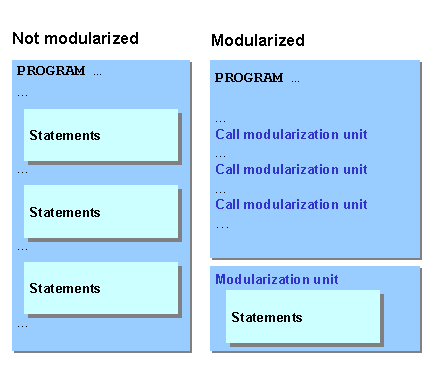 Not modularized
PROGRAM ...
...
Statements
...
Statements
...
Statements
...
Modularized
PROGRAM ...
...
Call modularization unit
...
Call modularization unit
...
Call modularization unit
...
Modularization unit
Statements